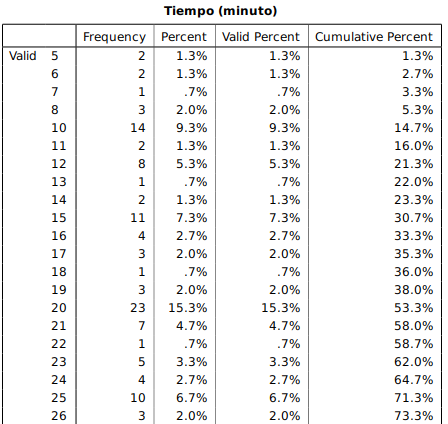 Tiempo (minuto)
Frequency Percent Valid Percent Cumulative Percent
Valid 5 2 1.3% 1.3% 1.3%
6 2 1.3% 1.3% 2.7%
7 1 .7% .7% 3.3%
8 3 2.0% 2.0% 5.3%
10 14 9.3% 9.3% 14.7%
11 2 1.3% 1.3% 16.0%
12 8 5.3% 5.3% 21.3%
13 1 .7% .7% 22.0%
14 2 1.3% 1.3% 23.3%
15 11 7.3% 7.3% 30.7%
16 4 2.7% 2.7% 33.3%
17 3 2.0% 2.0% 35.3%
18 1 .7% .7% 36.0%
19 3 2.0% 2.0% 38.0%
20 23 15.3% 15.3% 53.3%
21 7 4.7% 4.7% 58.0%
22 1 .7% .7% 58.7%
23 5 3.3% 3.3% 62.0%
24 4 2.7% 2.7% 64.7%
25 10 6.7% 6.7% 71.3%
26 3 2.0% 2.0% 73.3%